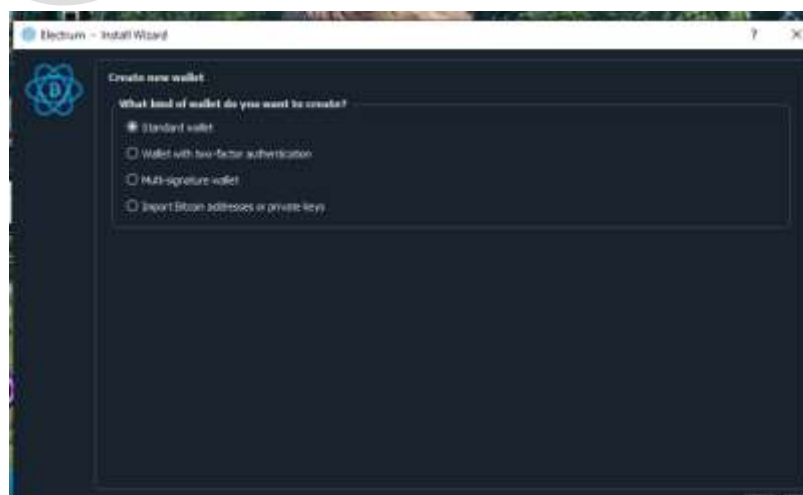 Electrum - Install Wizard
Create new wallet
What kind of wallet do you want to create?
Standard wallet
Wallet with two-factor authentication
Multi-signature wallet
Import Bitcoin addresses or private keys